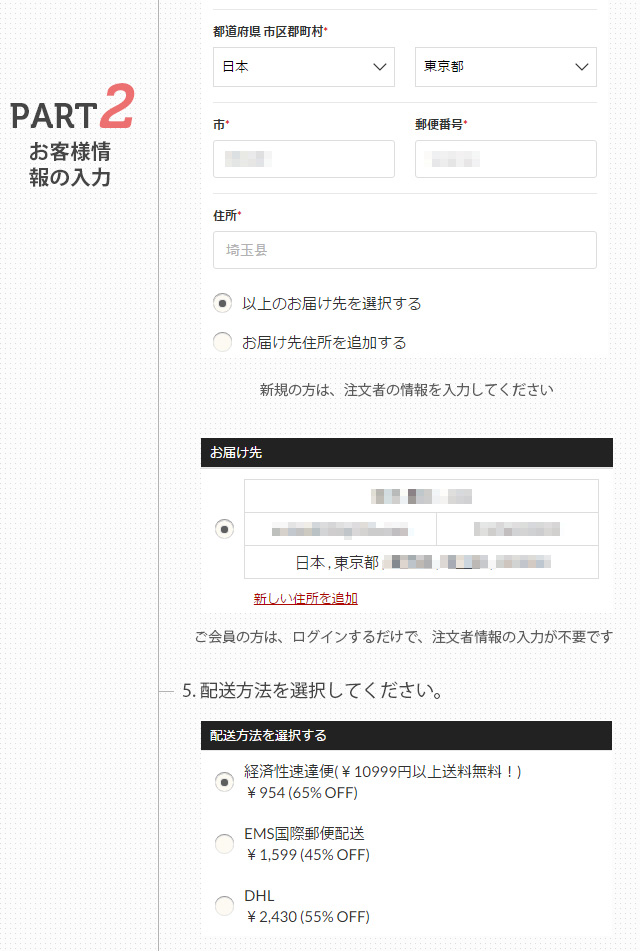 都道府県 市区郡町村*
日本
東京都
PART2
お客様情
報の入力
市*
郵便番号*
住所*
埼玉县
以上のお届け先を選択する
お届け先住所を追加する
新規の方は、注文者の情報を入力してください
お届け先
日本 , 東京都
新しい住所を追加
ご会員の方は、ログインするだけで、注文者情報の入力が不要です
5. 配送方法を選択してください。
配送方法を選択する
経済性速達便(￥10999円以上送料無料！)
￥954 (65% OFF)
EMS国際郵便配送
￥1,599 (45% OFF)
DHL
￥2,430 (55% OFF)